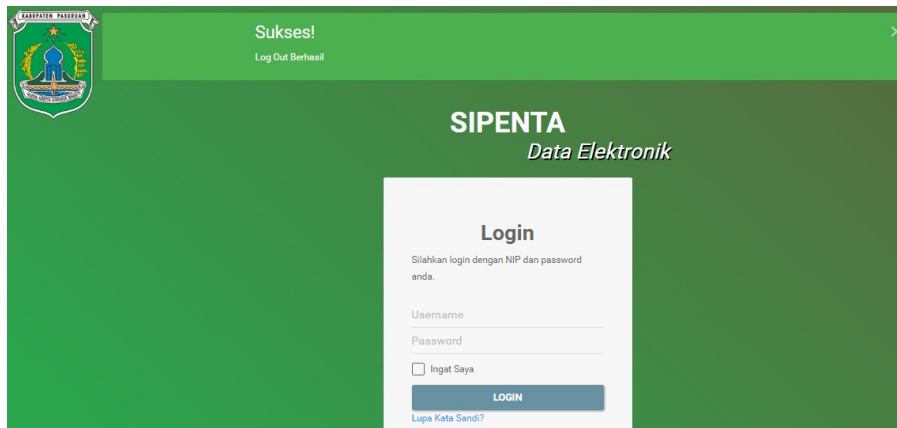 KABUPATEN PASURUAN
Sukses!
Log Out Berhasil
SIPENTA
Data Elektronik
Login
Silahkan login dengan NIP dan password
anda.
Username
Password
Ingat Saya
LOGIN
Lupa Kata Sandi?